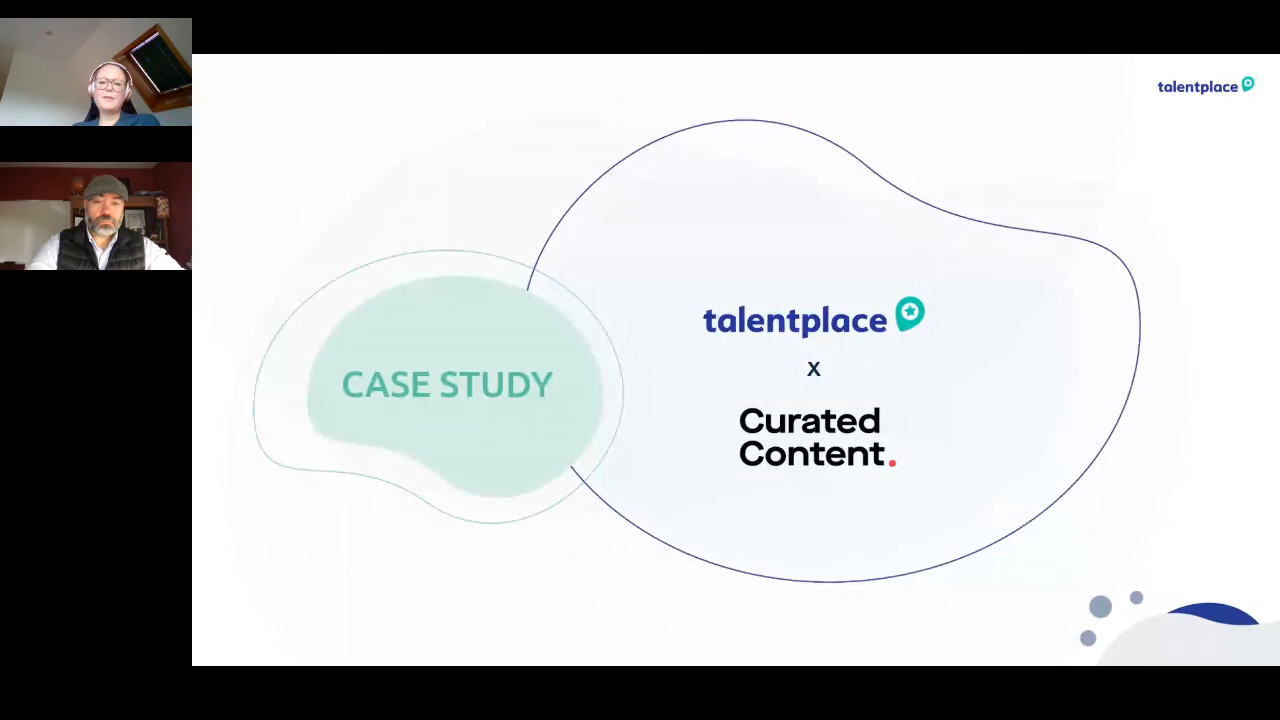 talentplace
CASE STUDY
talentplace
x
Curated
Content.